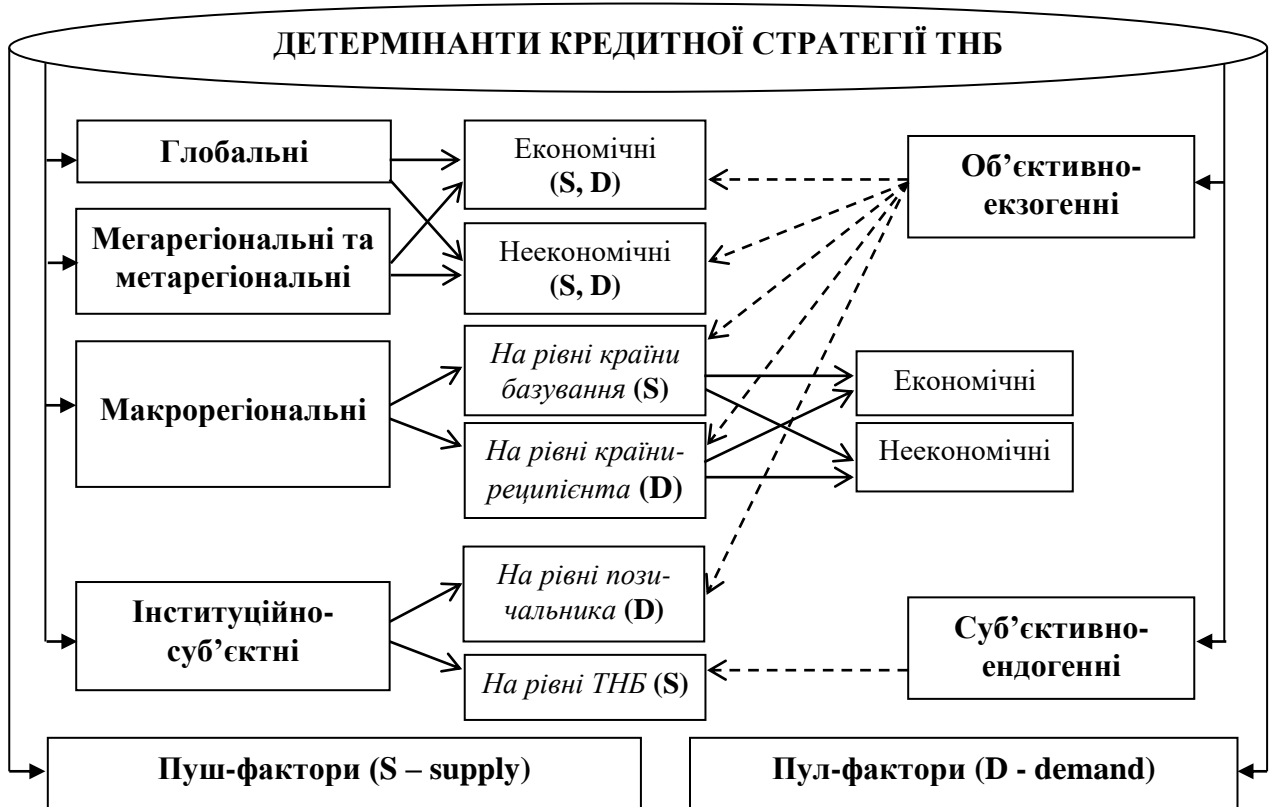 ДЕТЕРМІНАНТИ КРЕДИТНОЇ СТРАТЕГІЇ ТНБ
Глобальні
Мегарегіональні та
метарегіональні
Макрорегіональні
Інституційно-
суб’єктні
Економічні
(S, D)
Неекономічні
(S, D)
На рівні країни
базування (S)
На рівні країни-
реципієнта (D)
На рівні пози-
чальника (D)
На рівні ТНБ (S)
Економічні
Неекономічні
Об’єктивно-
екзогенні
Суб’єктивно-
ендогенні
Пуш-фактори (S – supply)
Пул-фактори (D - demand)